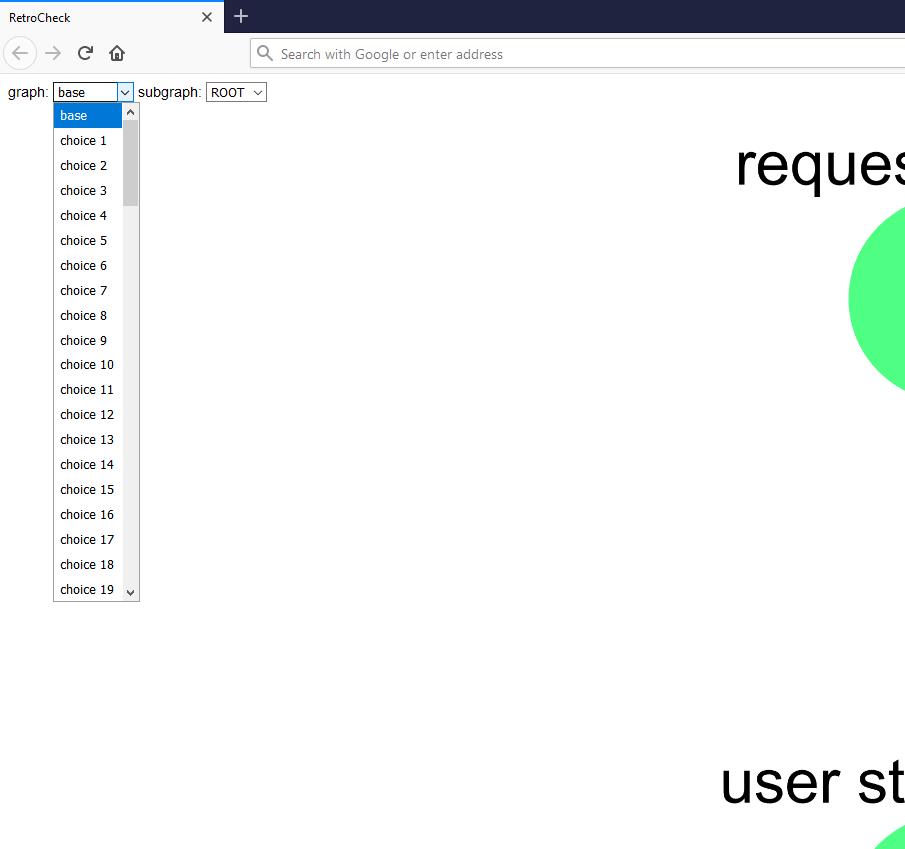 RetroCheck
Search with Google or enter address
graph: base subgraph: ROOT
base
choice 1
choice 2
choice 3
choice 4
choice 5
choice 6
choice 7
choice 8
choice 9
choice 10
choice 11
choice 12
choice 13
choice 14
choice 15
choice 16
choice 17
choice 18
choice 19
reques
user st